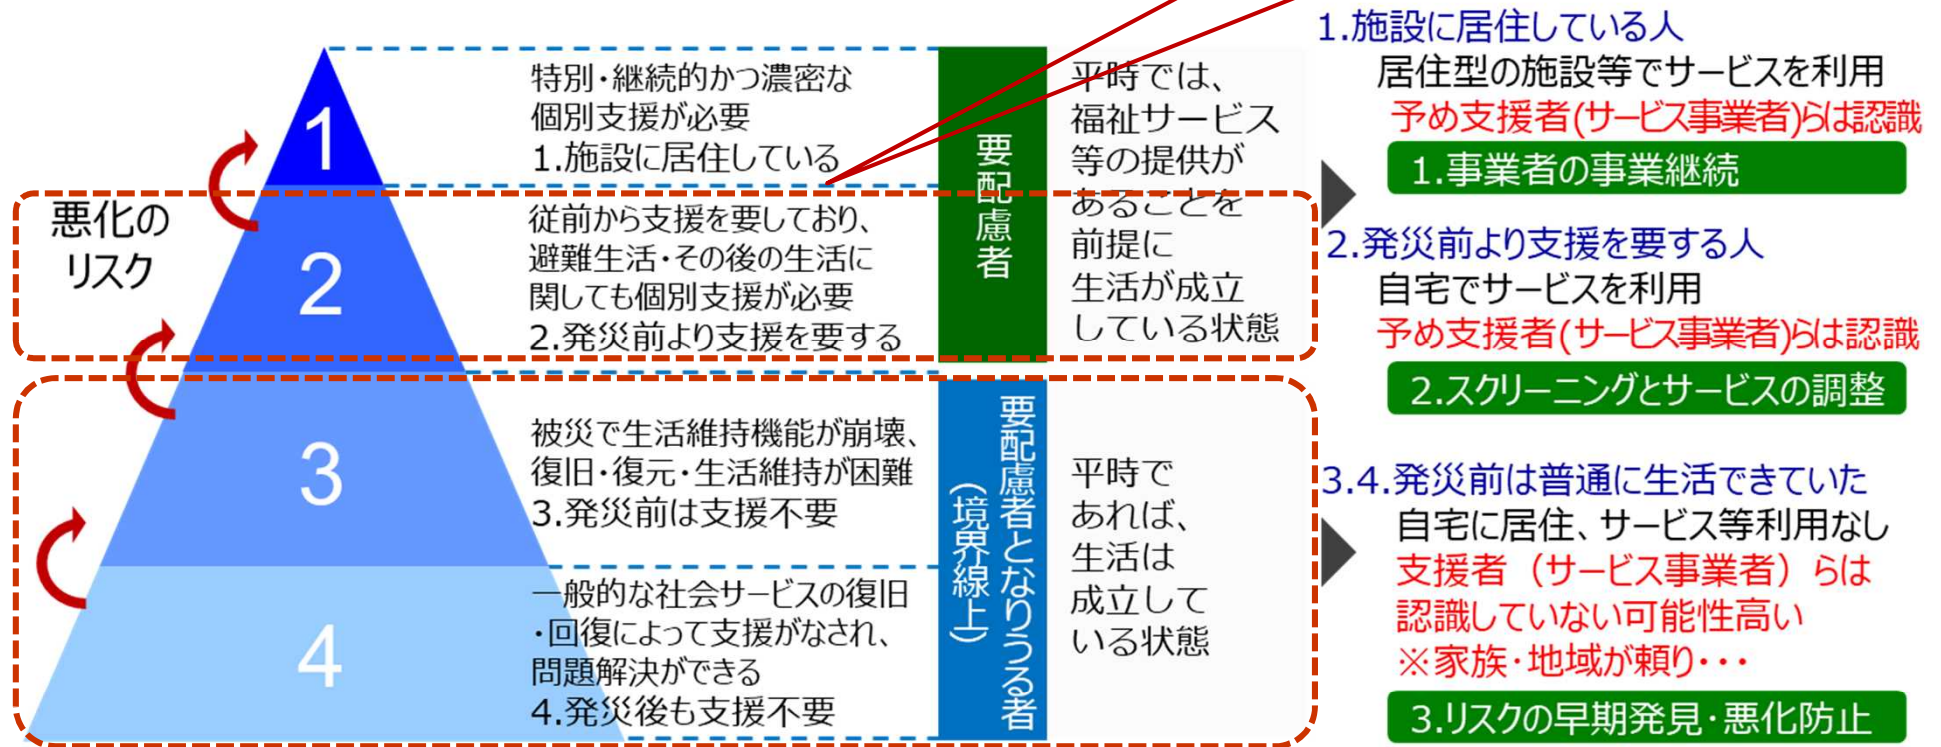 悪化の
リスク
1
2
3
4
特別・継続的かつ濃密な
個別支援が必要
1.施設に居住している
従前から支援を要しており、
避難生活・その後の生活に
関しても個別支援が必要
2.発災前より支援を要する
被災で生活維持機能が崩壊、
復旧・復元・生活維持が困難
3.発災前は支援不要
一般的な社会サービスの復旧
・回復によって支援がなされ、
問題解決ができる
4.発災後も支援不要
要配慮者
要配慮者となりうる者
（境界線上）
平時では、
福祉サービス
等の提供が
あることを
前提に
生活が成立
している状態
平時で
あれば、
生活は
成立して
いる状態
1.施設に居住している人
居住型の施設等でサービスを利用
予め支援者(サービス事業者)らは認識
1.事業者の事業継続
2.発災前より支援を要する人
自宅でサービスを利用
予め支援者(サービス事業者)らは認識
2.スクリーニングとサービスの調整
3.4.発災前は普通に生活できていた
自宅に居住、サービス等利用なし
支援者（サービス事業者）らは
認識していない可能性高い
※家族・地域が頼り・・・
3.リスクの早期発見・悪化防止